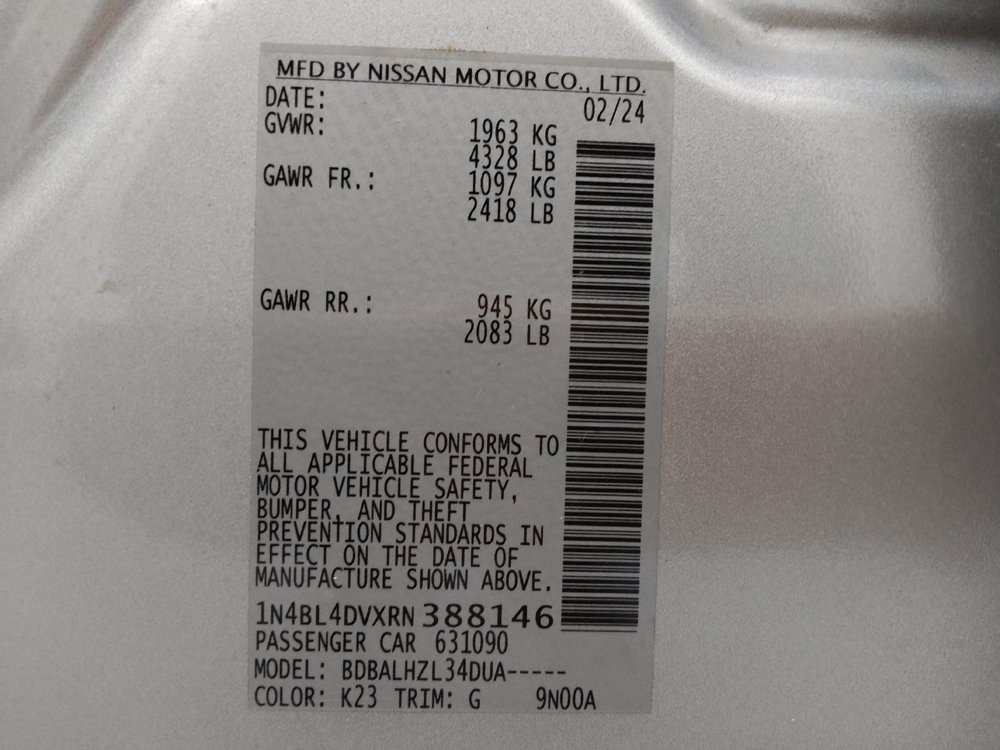 MFD BY NISSAN MOTOR CO., LTD.
DATE: 02/24
GVWR: 1963 KG
4328 LB
GAWR FR.: 1097 KG
2418 LB
GAWR RR.: 945 KG
2083 LB
THIS VEHICLE CONFORMS TO
ALL APPLICABLE FEDERAL
MOTOR VEHICLE SAFETY,
BUMPER, AND THEFT
PREVENTION STANDARDS IN
EFFECT ON THE DATE OF
MANUFACTURE SHOWN ABOVE.
1N4BL4DVXRN388146
PASSENGER CAR 631090
MODEL: BDBALHZL34DUA-----
COLOR: K23 TRIM: G 9N00A